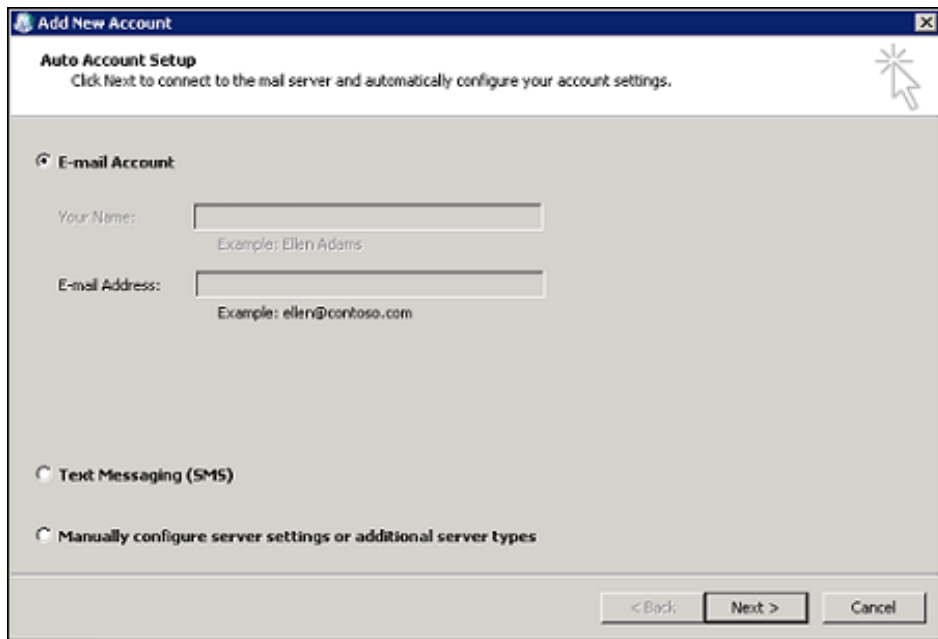 Add New Account
Auto Account Setup
Click Next to connect to the mail server and automatically configure your account settings.
E-mail Account
Your Name:
Example: Ellen Adams
E-mail Address:
Example: ellen@contoso.com
Text Messaging (SMS)
Manually configure server settings or additional server types
< Back
Next >
Cancel